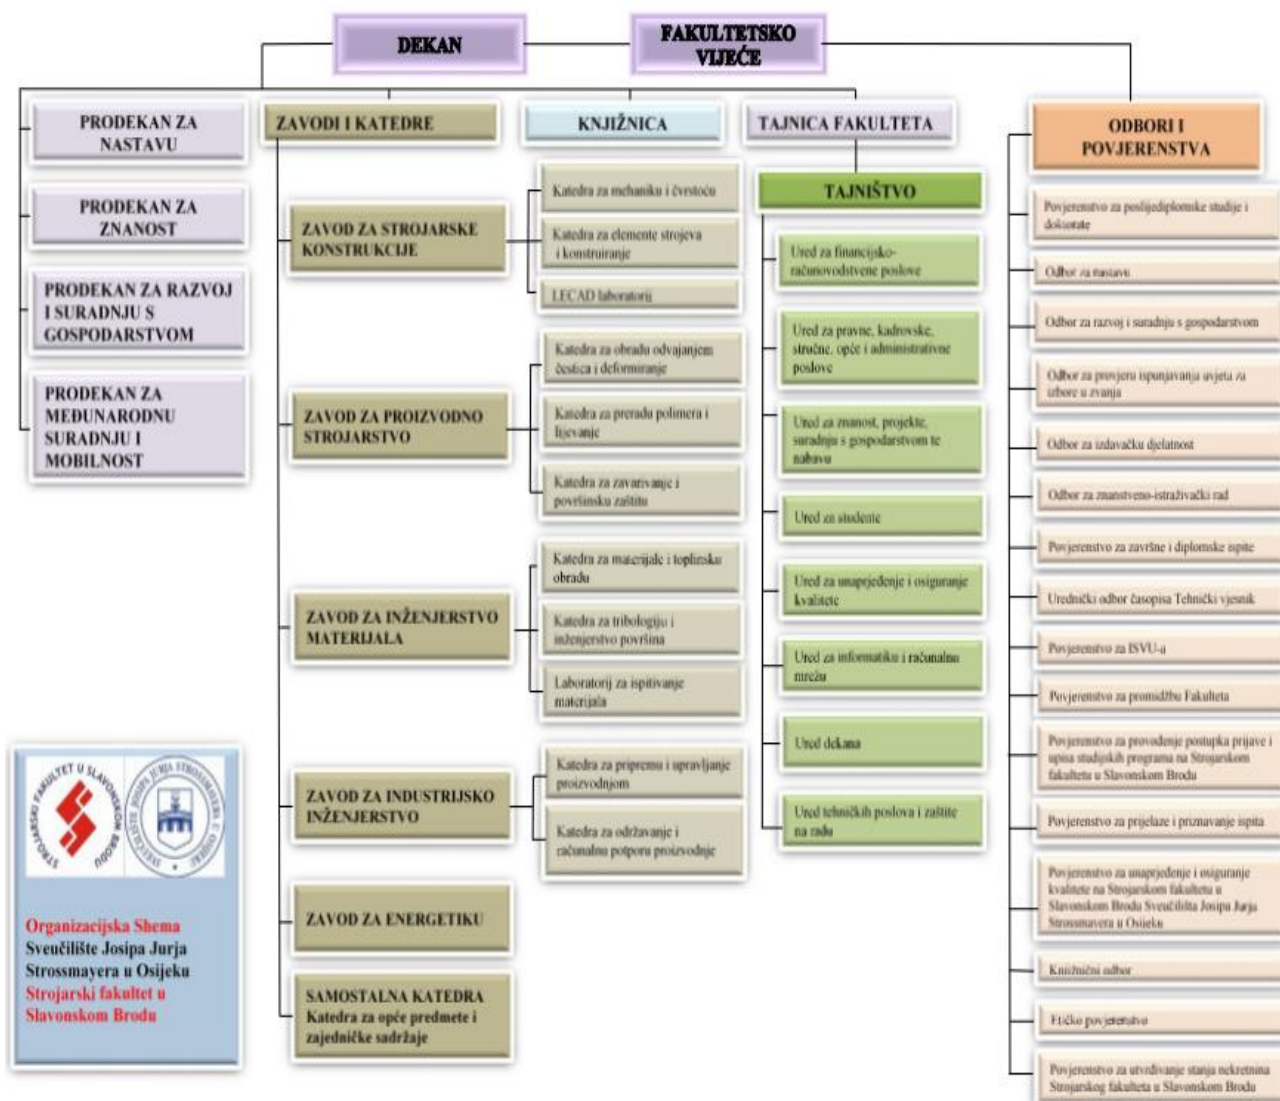 DEKAN
FAKULTETSKO
VIJEĆE
PRODEKAN ZA
NASTAVU
PRODEKAN ZA
ZNANOST
PRODEKAN ZA RAZVOJ
I SURADNJU S
GOSPODARSTVOM
PRODEKAN ZA
MEĐUNARODNU
SURADNJU I
MOBILNOST
ZAVODI I KATEDRE
ZAVOD ZA STROJARSKE
KONSTRUKCIJE
ZAVOD ZA PROIZVODNO
STROJARSTVO
ZAVOD ZA INŽENJERSTVO
MATERIJALA
ZAVOD ZA INDUSTRIJSKO
INŽENJERSTVO
ZAVOD ZA ENERGETIKU
SAMOSTALNA KATEDRA
Katedra za opće predmete i
zajedničke sadržaje
KNJIŽNICA
Katedra za mehaniku i čvrstoću
Katedra za elemente strojeva
i konstruiranje
LECAD laboratorij
Katedra za obradu odvajanjem
čestica i deformiranje
Katedra za preradu polimera i
lijevanje
Katedra za zavarivanje i
površinsku zaštitu
Katedra za materijale i toplinsku
obradu
Katedra za tribologiju i
inženjerstvo površina
Laboratorij za ispitivanje
materijala
Katedra za pripremu i upravljanje
proizvodnjom
Katedra za održavanje i
računalnu potporu proizvodnje
TAJNICA FAKULTETA
TAJNIŠTVO
Ured za financijsko-
računovodstvene poslove
Ured za pravne, kadrovske,
stručne, opće i administrativne
poslove
Ured za znanost, projekte,
suradnju s gospodarstvom te
nabavu
Ured za studente
Ured za unaprjeđenje i osiguranje
kvalitete
Ured za informatiku i računalnu
mrežu
Ured dekana
Ured tehničkih poslova i zaštite
na radu
ODBORI I
POVJERENSTVA
Povjerenstvo za poslijediplomske studije i
doktorate
Odbor za nastavu
Odbor za razvoj i suradnju s gospodarstvom
Odbor za provjeru ispunjavanja uvjeta za
izbore u zvanja
Odbor za izdavačku djelatnost
Odbor za znanstveno-istraživački rad
Povjerenstvo za završne i diplomske ispite
Urednički odbor časopisa Tehnički vjesnik
Povjerenstvo za ISVU-a
Povjerenstvo za promidžbu Fakulteta
Povjerenstvo za provođenje postupka prijave i
upisa studijskih programa na Strojarskom
fakultetu u Slavonskom Brodu
Povjerenstvo za prijelaze i priznavanje ispita
Povjerenstvo za unaprjeđenje i osiguranje
kvalitete na Strojarskom fakultetu u
Slavonskom Brodu Sveučilišta Josipa Jurja
Strossmayera u Osijeku
Knjižnični odbor
Etičko povjerenstvo
Povjerenstvo za utvrđivanje stanja nekretnina
Strojarskog fakulteta u Slavonskom Brodu
STROJARSKI FAKULTET U SLAVONSKOM BRODU
SVEUČILIŠTE JOSIPA JURJA STROSSMAYERA U OSIJEKU
Organizacijska Shema
Sveučilište Josipa Jurja
Strossmayera u Osijeku
Strojarski fakultet u
Slavonskom Brodu